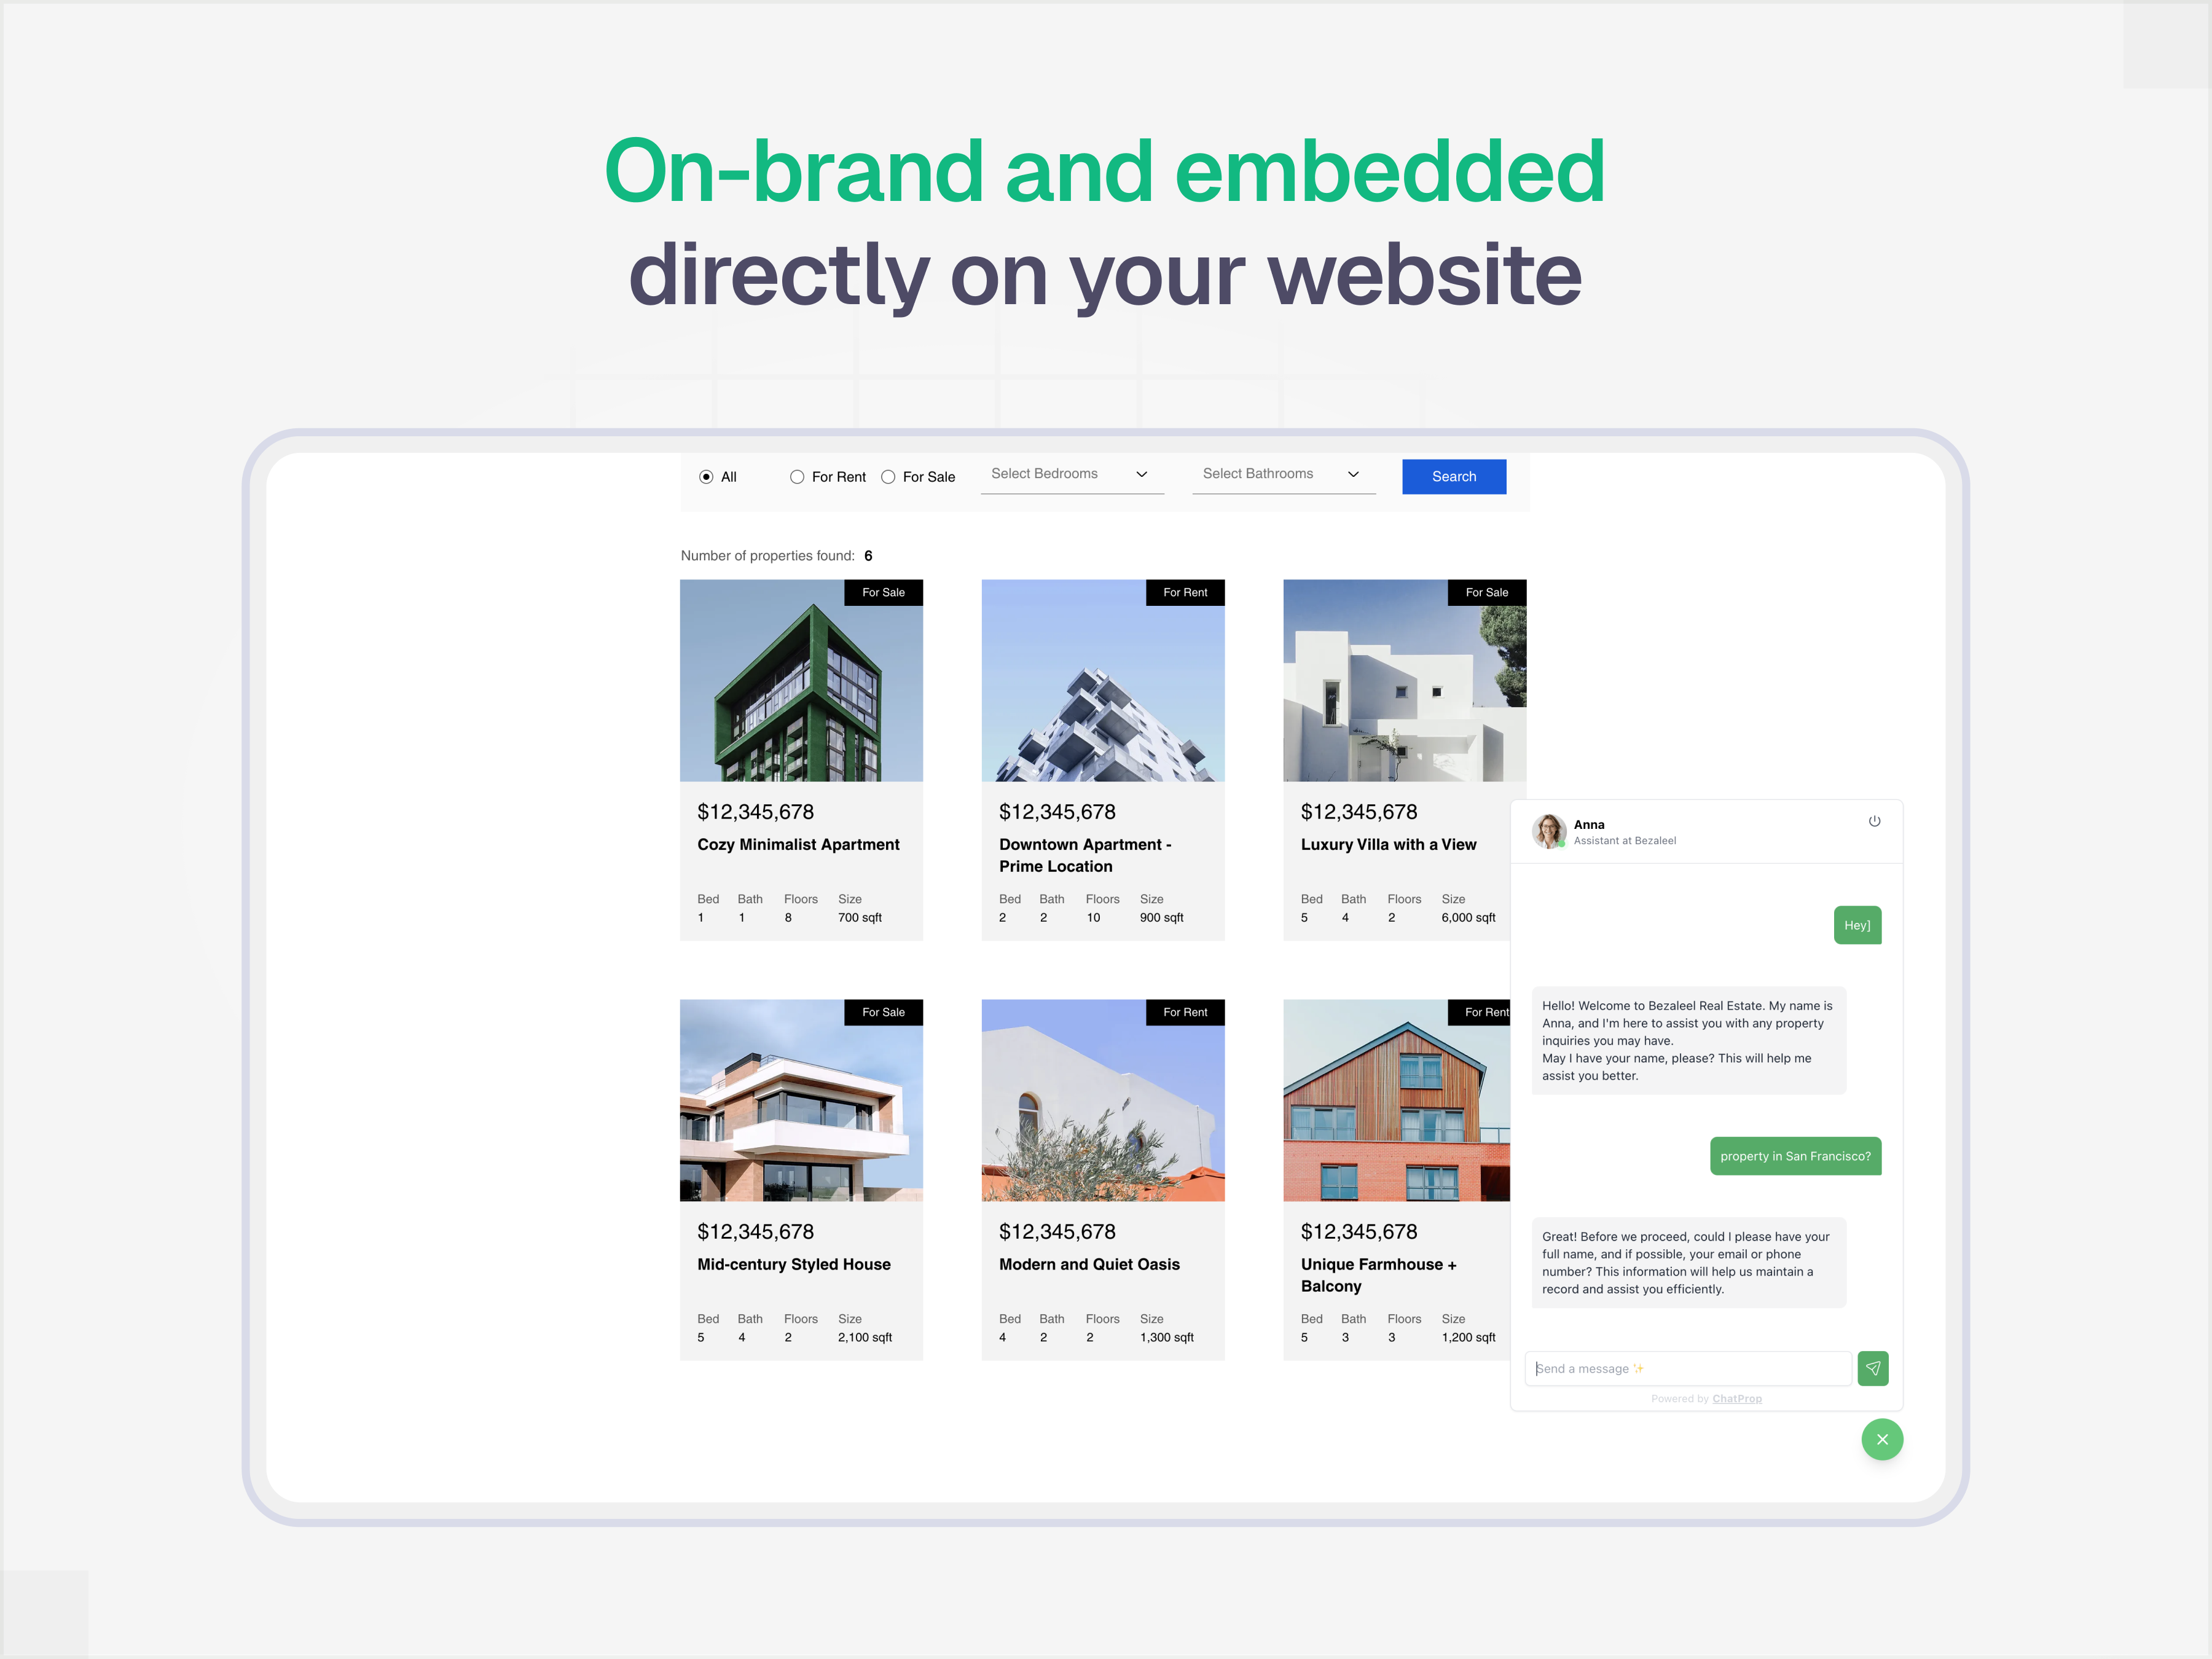 On-brand and embedded
directly on your website
All
For Rent
For Sale
Select Bedrooms
Select Bathrooms
Search
Number of properties found: 6
For Sale
$12,345,678
Cozy Minimalist Apartment
Bed Bath Floors Size
1 1 8 700 sqft
For Rent
$12,345,678
Downtown Apartment -
Prime Location
Bed Bath Floors Size
2 2 10 900 sqft
For Sale
$12,345,678
Luxury Villa with a View
Bed Bath Floors Size
5 4 2 6,000 sqft
For Sale
$12,345,678
Mid-century Styled House
Bed Bath Floors Size
5 4 2 2,100 sqft
For Rent
$12,345,678
Modern and Quiet Oasis
Bed Bath Floors Size
4 2 2 1,300 sqft
For Rent
$12,345,678
Unique Farmhouse +
Balcony
Bed Bath Floors Size
5 3 3 1,200 sqft
Anna
Assistant at Bezaleel
Hey]
Hello! Welcome to Bezaleel Real Estate. My name is
Anna, and I'm here to assist you with any property
inquiries you may have.
May I have your name, please? This will help me
assist you better.
property in San Francisco?
Great! Before we proceed, could I please have your
full name, and if possible, your email or phone
number? This information will help us maintain a
record and assist you efficiently.
Send a message ✨
Powered by ChatProp